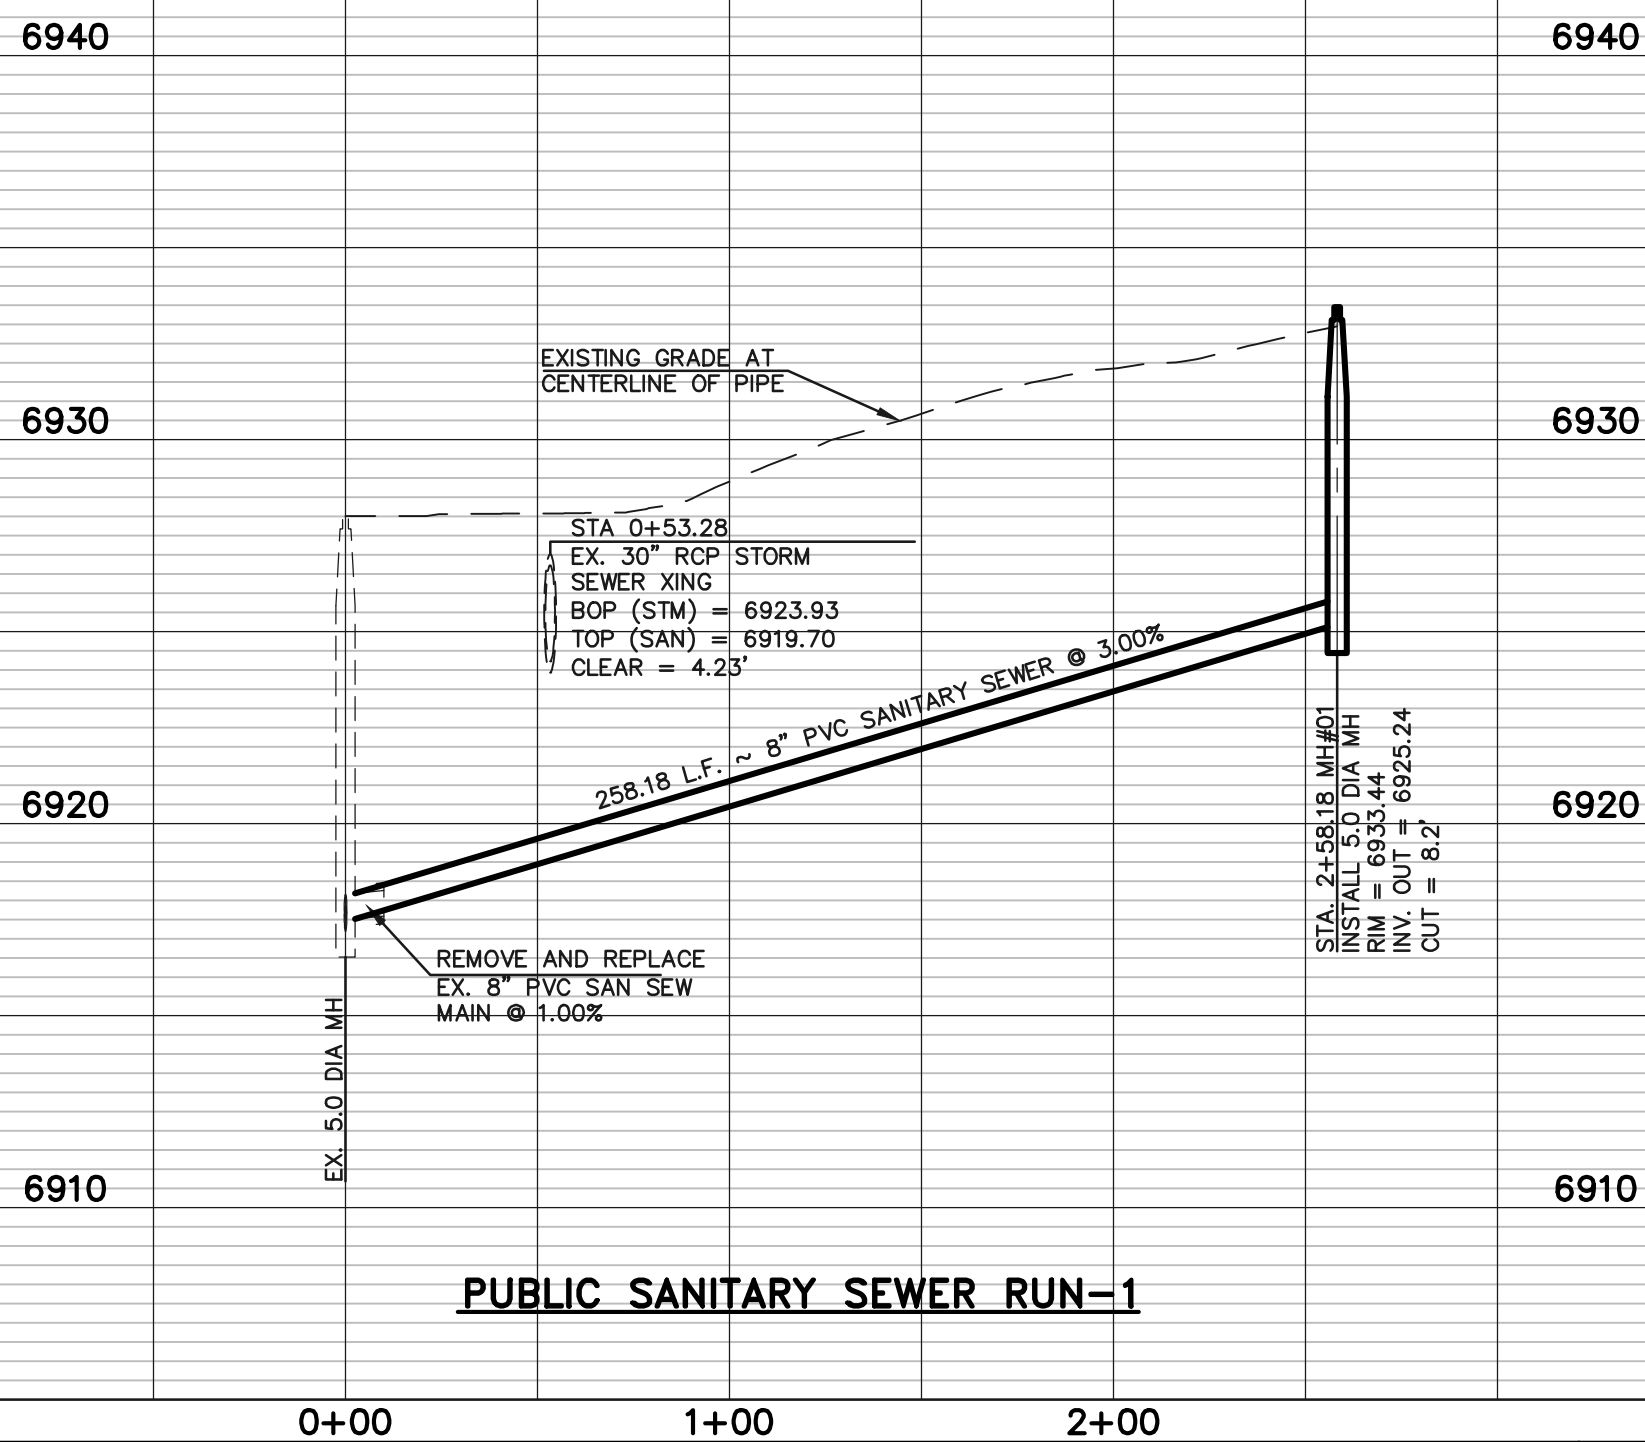 6940 6940
EXISTING GRADE AT
CENTERLINE OF PIPE
6930 6930
STA 0+53.28
EX. 30" RCP STORM
SEWER XING
BOP (STM) = 6923.93
TOP (SAN) = 6919.70
CLEAR = 4.23'
258.18 L.F. ~ 8" PVC SANITARY SEWER @ 3.00%
STA. 2+58.18 MH#01
INSTALL 5.0 DIA MH
RIM = 6933.44
INV. OUT = 6925.24
CUT = 8.2'
6920 6920
REMOVE AND REPLACE
EX. 8" PVC SAN SEW
MAIN @ 1.00%
EX. 5.0 DIA MH
6910 6910
PUBLIC SANITARY SEWER RUN-1
0+00 1+00 2+00